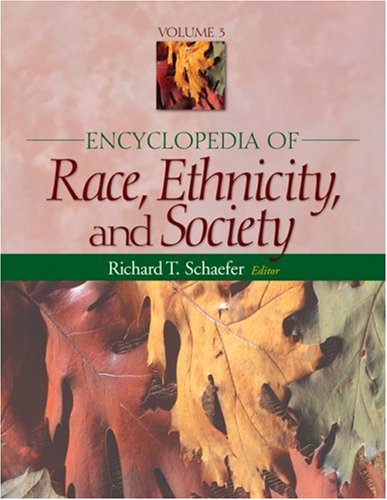 VOLUME 3
ENCYCLOPEDIA OF
Race, Ethnicity,
and Society
Richard T. Schaefer Editor